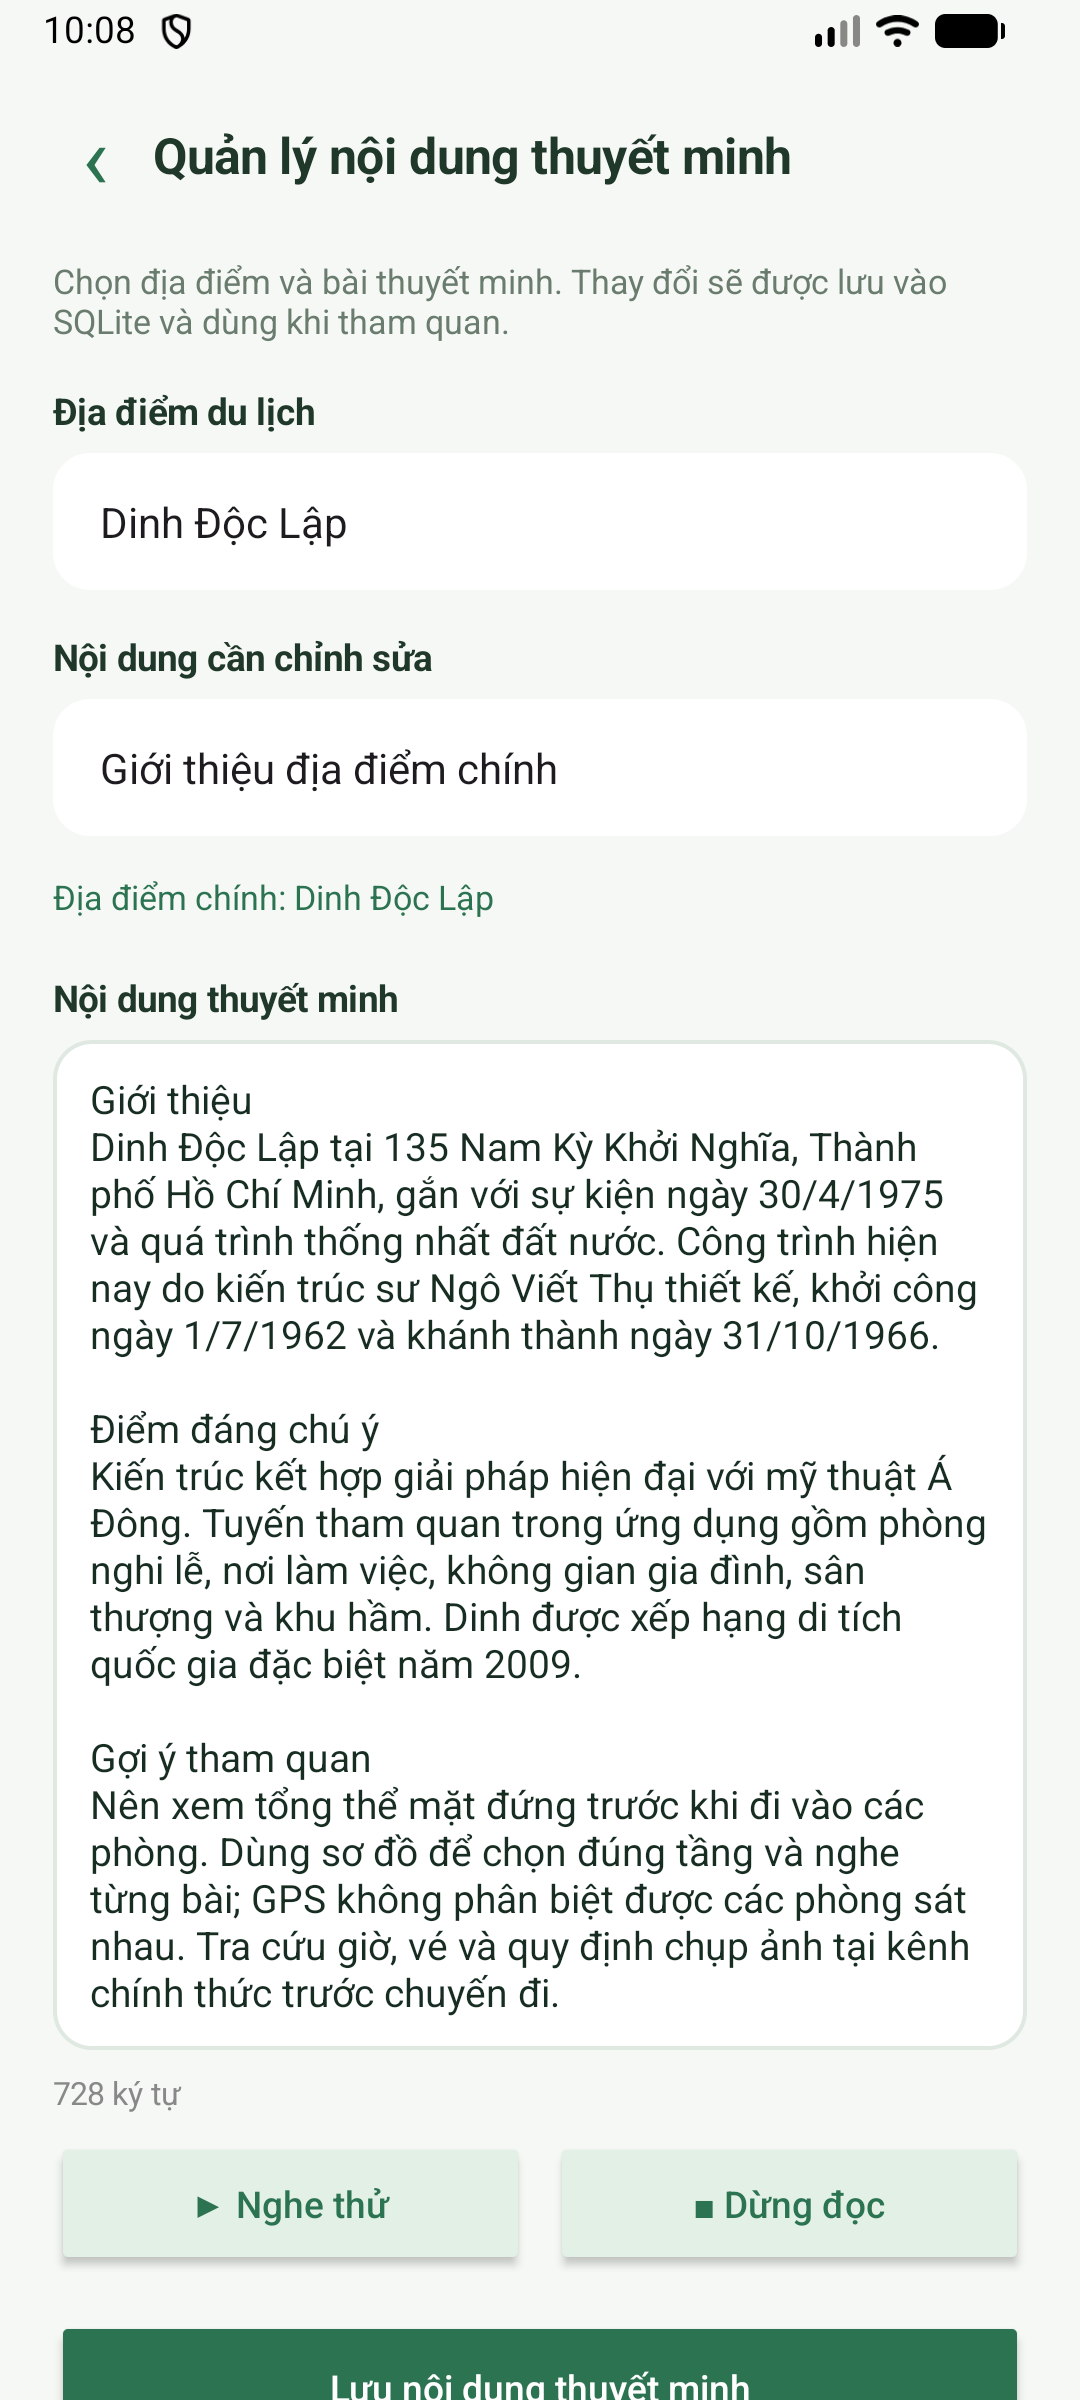 10:08
Quản lý nội dung thuyết minh
Chọn địa điểm và bài thuyết minh. Thay đổi sẽ được lưu vào
SQLite và dùng khi tham quan.
Địa điểm du lịch
Dinh Độc Lập
Nội dung cần chỉnh sửa
Giới thiệu địa điểm chính
Địa điểm chính: Dinh Độc Lập
Nội dung thuyết minh
Giới thiệu
Dinh Độc Lập tại 135 Nam Kỳ Khởi Nghĩa, Thành
phố Hồ Chí Minh, gắn với sự kiện ngày 30/4/1975
và quá trình thống nhất đất nước. Công trình hiện
nay do kiến trúc sư Ngô Viết Thụ thiết kế, khởi công
ngày 1/7/1962 và khánh thành ngày 31/10/1966.
Điểm đáng chú ý
Kiến trúc kết hợp giải pháp hiện đại với mỹ thuật Á
Đông. Tuyến tham quan trong ứng dụng gồm phòng
nghi lễ, nơi làm việc, không gian gia đình, sân
thượng và khu hầm. Dinh được xếp hạng di tích
quốc gia đặc biệt năm 2009.
Gợi ý tham quan
Nên xem tổng thể mặt đứng trước khi đi vào các
phòng. Dùng sơ đồ để chọn đúng tầng và nghe
từng bài; GPS không phân biệt được các phòng sát
nhau. Tra cứu giờ, vé và quy định chụp ảnh tại kênh
chính thức trước chuyến đi.
728 ký tự
► Nghe thử
■ Dừng đọc
Lưu nội dung thuyết minh